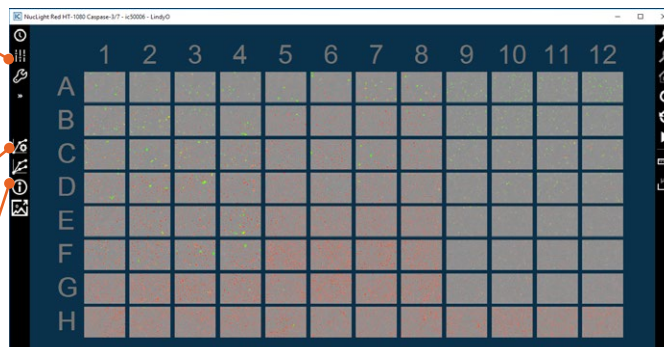 NucLight Red HT-1080 Caspase-3/7 - ic50006 - LindyO
1 2 3 4 5 6 7 8 9 10 11 12
A
B
C
D
E
F
G
H